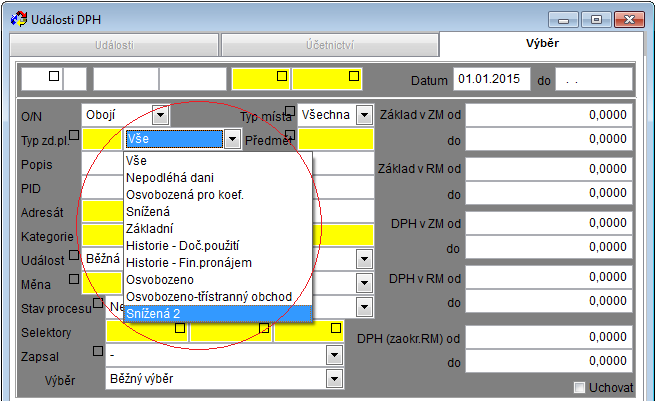 Události DPH
Události Účetnictví Výběr
Datum 01.01.2015 do . .
O/N Obojí Typ místa Všechna Základ v ZM od 0,0000
Typ zd.pl. Vše Předmět do 0,0000
Popis Vše Základ v RM od 0,0000
PID Nepodléhá dani do 0,0000
Osvobozená pro koef.
Adresát Snížená DPH v ZM od 0,0000
Kategorie Základní do 0,0000
Historie - Doč.použití
Událost Běžná Historie - Fin.pronájem DPH v RM od 0,0000
Měna Osvobozeno do 0,0000
Stav procesu Ne Osvobozeno-třístranný obchod
Snížená 2
Selektory DPH (zaokr.RM) od 0,0000
Zapsal - do 0,0000
Výběr Běžný výběr Uchovat